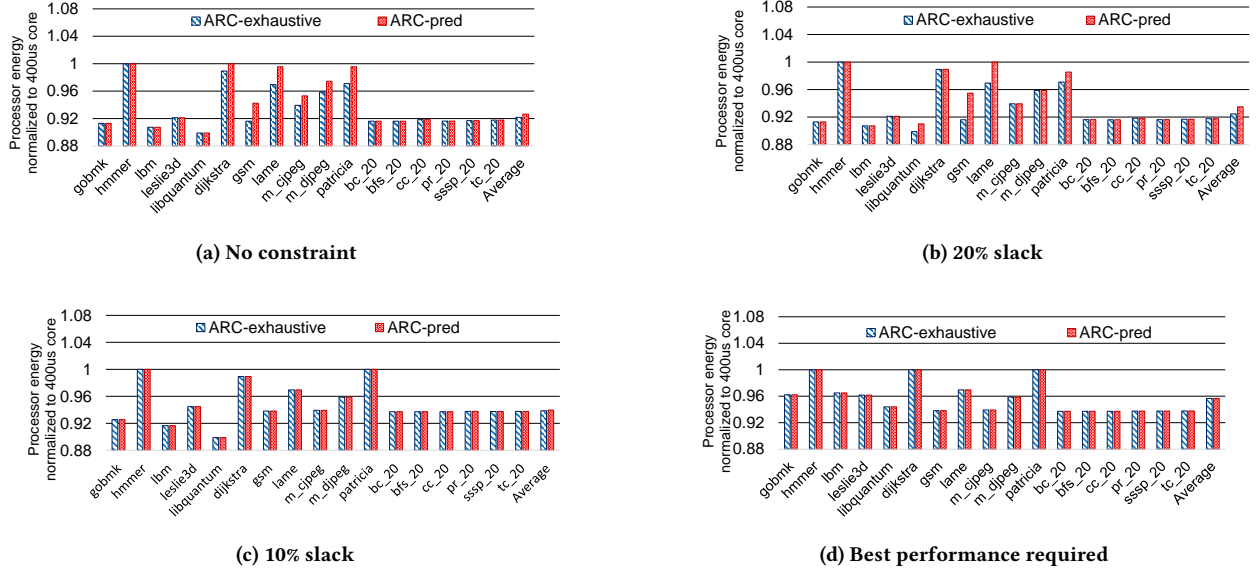 Processor energy
normalized to 400us core
1.08
1.04
1
0.96
0.92
0.88
ARC-exhaustive
ARC-pred
gobmk
hmmer
lbm
leslie3d
libquantum
dijkstra
gsm
lame
m_cjpeg
m_djpeg
patricia
bc_20
bfs_20
cc_20
pr_20
sssp_20
tc_20
Average
(a) No constraint
Processor energy
normalized to 400us core
1.08
1.04
1
0.96
0.92
0.88
ARC-exhaustive
ARC-pred
gobmk
hmmer
lbm
leslie3d
libquantum
dijkstra
gsm
lame
m_cjpeg
m_djpeg
patricia
bc_20
bfs_20
cc_20
pr_20
sssp_20
tc_20
Average
(b) 20% slack
Processor energy
normalized to 400us core
1.08
1.04
1
0.96
0.92
0.88
ARC-exhaustive
ARC-pred
gobmk
hmmer
lbm
leslie3d
libquantum
dijkstra
gsm
lame
m_cjpeg
m_djpeg
patricia
bc_20
bfs_20
cc_20
pr_20
sssp_20
tc_20
Average
(c) 10% slack
Processor energy
normalized to 400us core
1.08
1.04
1
0.96
0.92
0.88
ARC-exhaustive
ARC-pred
gobmk
hmmer
lbm
leslie3d
libquantum
dijkstra
gsm
lame
m_cjpeg
m_djpeg
patricia
bc_20
bfs_20
cc_20
pr_20
sssp_20
tc_20
Average
(d) Best performance required